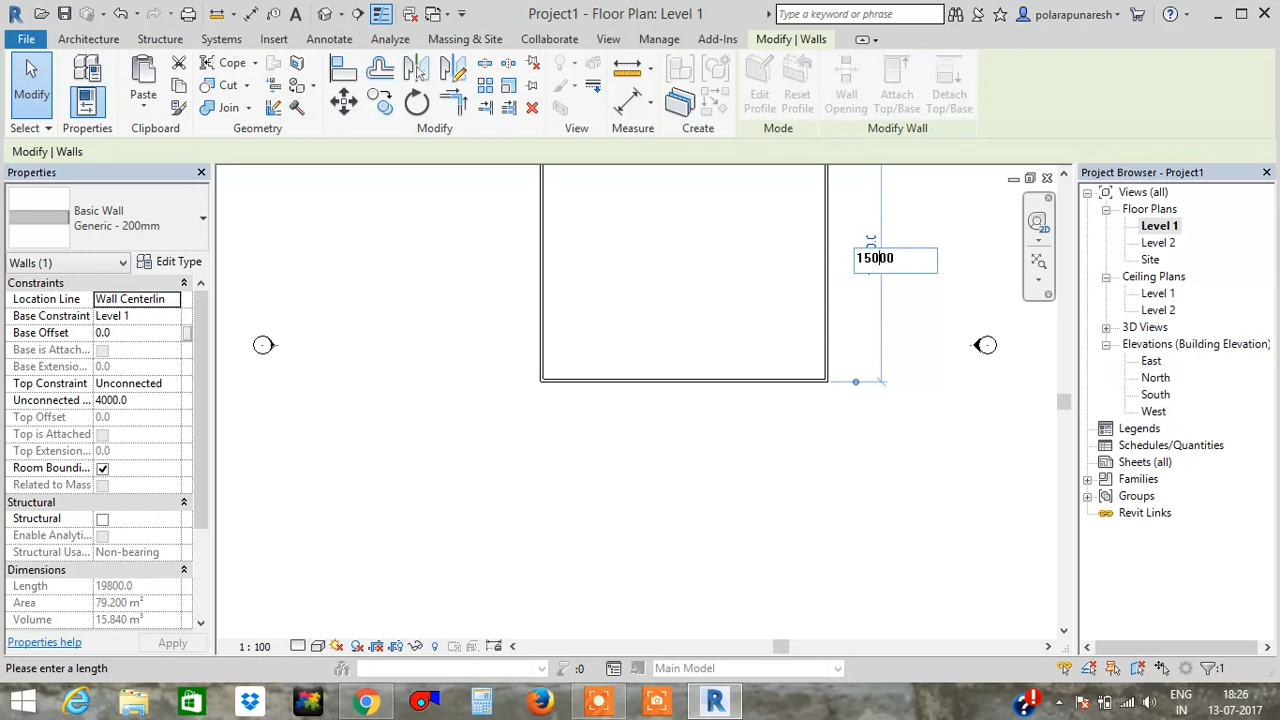 Project1 - Floor Plan: Level 1
Type a keyword or phrase
polarapunaresh
File
Architecture
Structure
Systems
Insert
Annotate
Analyze
Massing & Site
Collaborate
View
Manage
Add-Ins
Modify | Walls
Modify
Select
Properties
Paste
Clipboard
Cope
Cut
Join
Geometry
Modify
View
Measure
Create
Edit Profile
Reset Profile
Mode
Wall Opening
Attach Top/Base
Detach Top/Base
Modify Wall
Modify | Walls
Properties
Basic Wall
Generic - 200mm
Walls (1)
Edit Type
Constraints
Location Line Wall Centerlin
Base Constraint Level 1
Base Offset 0.0
Base is Attach...
Base Extensio... 0.0
Top Constraint Unconnected
Unconnected ... 4000.0
Top Offset 0.0
Top is Attached
Top Extension... 0.0
Room Boundi...
Related to Mass
Structural
Structural
Enable Analyti...
Structural Usa... Non-bearing
Dimensions
Length 19800.0
Area 79.200 m²
Volume 15.840 m³
Properties help
Apply
15000
2D
Project Browser - Project1
Views (all)
Floor Plans
Level 1
Level 2
Site
Ceiling Plans
Level 1
Level 2
3D Views
Elevations (Building Elevation)
East
North
South
West
Legends
Schedules/Quantities
Sheets (all)
Families
Groups
Revit Links
1 : 100
Please enter a length
:0
Main Model
:1
ENG
IN
18:26
13-07-2017